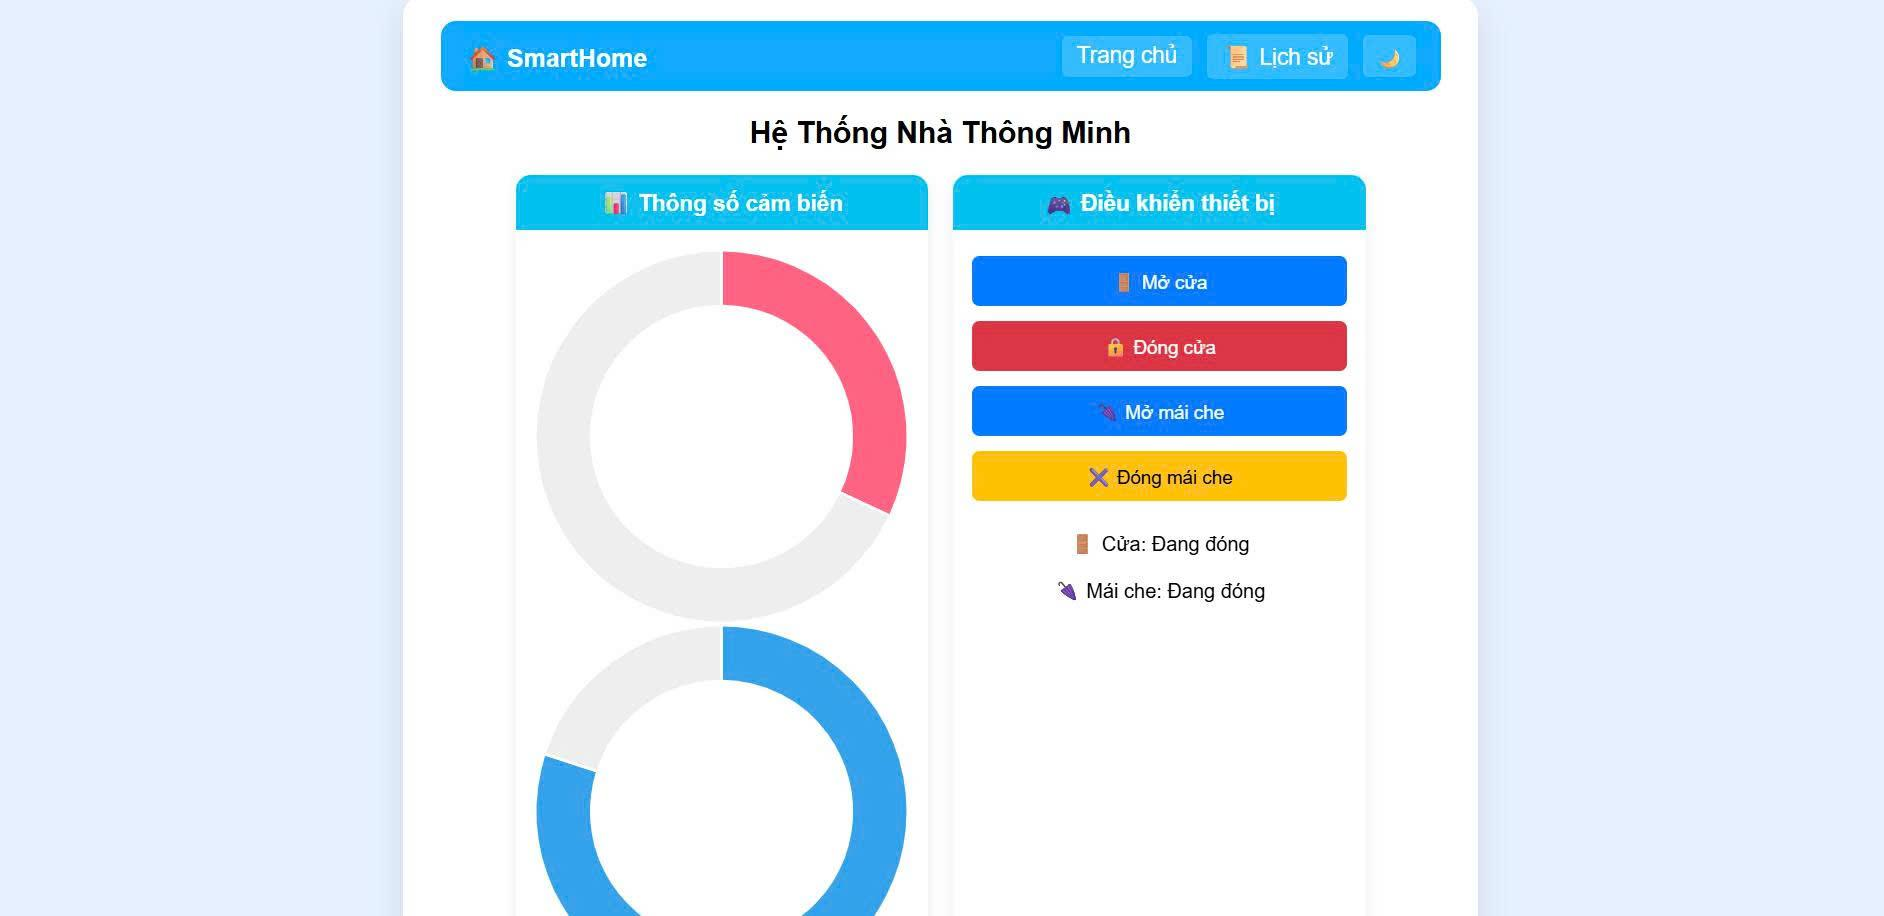 SmartHome
Trang chủ
Lịch sử
Hệ Thống Nhà Thông Minh
Thông số cảm biến
Điều khiển thiết bị
Mở cửa
Đóng cửa
Mở mái che
Đóng mái che
Cửa: Đang đóng
Mái che: Đang đóng